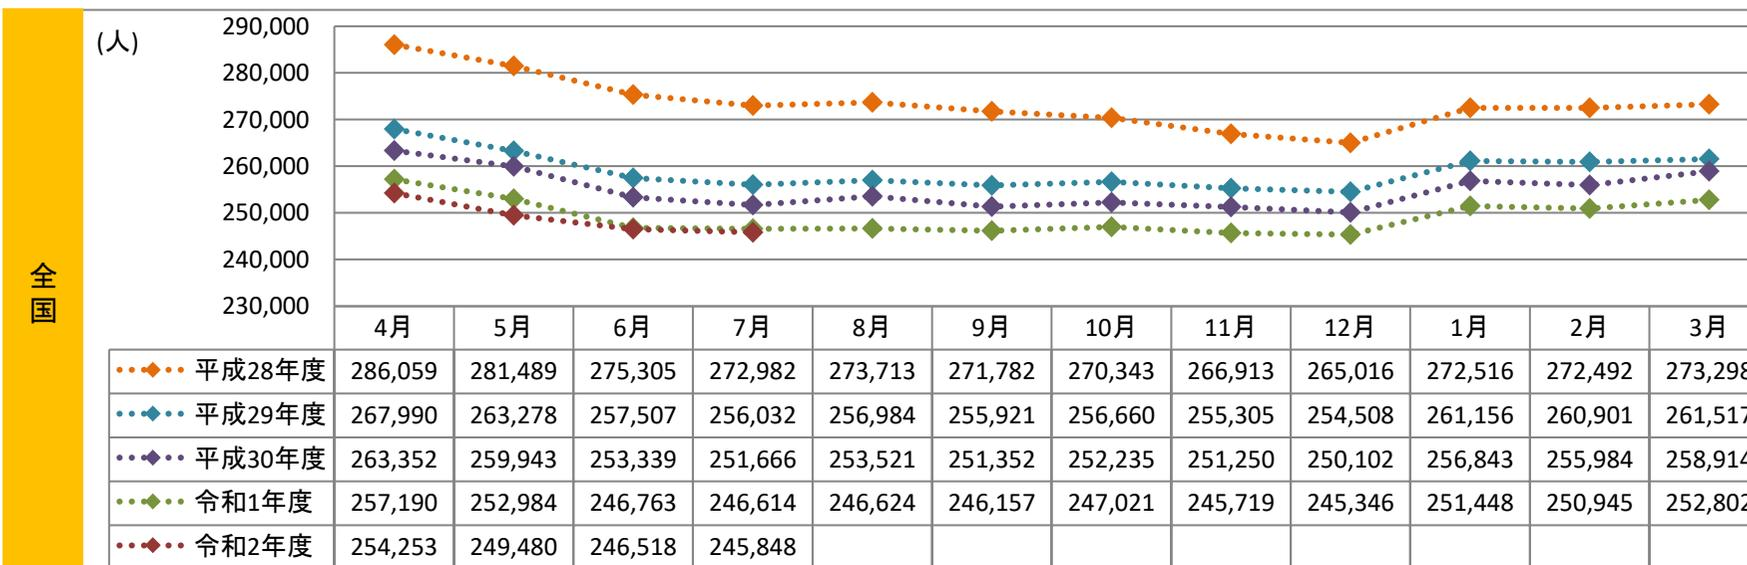 全国
(人)
290,000
280,000
270,000
260,000
250,000
240,000
230,000
4月 5月 6月 7月 8月 9月 10月 11月 12月 1月 2月 3月
平成28年度 286,059 281,489 275,305 272,982 273,713 271,782 270,343 266,913 265,016 272,516 272,492 273,298
平成29年度 267,990 263,278 257,507 256,032 256,984 255,921 256,660 255,305 254,508 261,156 260,901 261,517
平成30年度 263,352 259,943 253,339 251,666 253,521 251,352 252,235 251,250 250,102 256,843 255,984 258,914
令和1年度 257,190 252,984 246,763 246,614 246,624 246,157 247,021 245,719 245,346 251,448 250,945 252,802
令和2年度 254,253 249,480 246,518 245,848